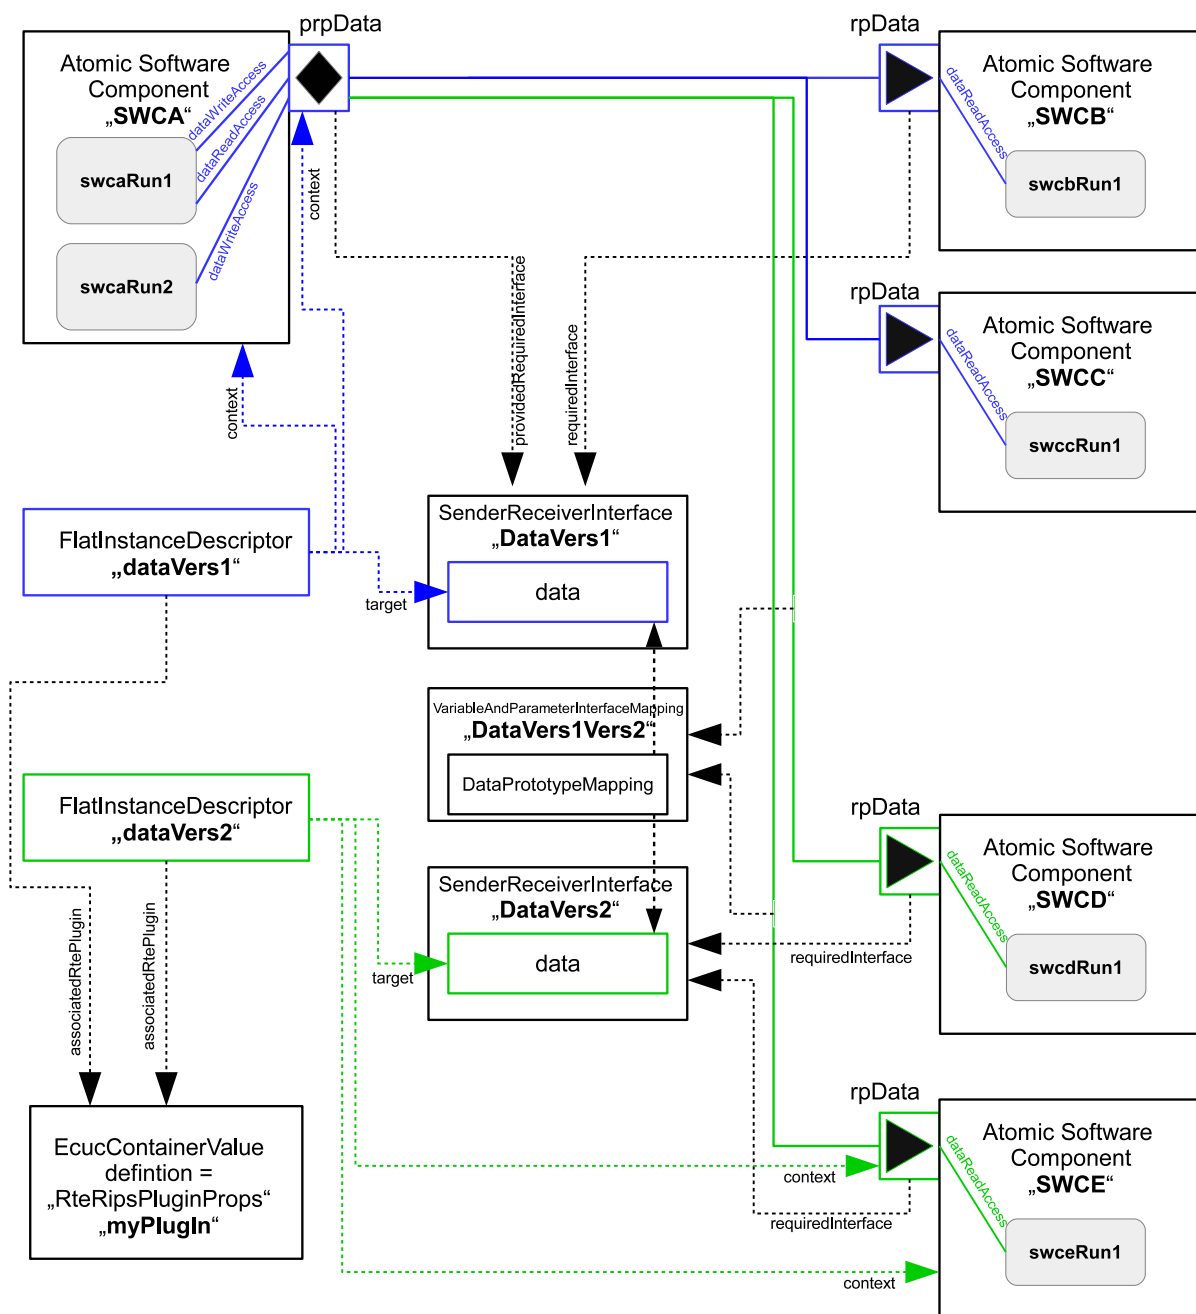 prpData
rpData
Atomic Software
Component
„SWCA“
dataWriteAccess
dataReadAccess
dataWriteAccess
swcaRun1
swcaRun2
context
context
Atomic Software
Component
„SWCB“
dataReadAccess
swcbRun1
rpData
Atomic Software
Component
„SWCC“
dataReadAccess
swccRun1
providedRequiredInterface
requiredInterface
FlatInstanceDescriptor
„dataVers1“
target
SenderReceiverInterface
„DataVers1“
data
VariableAndParameterInterfaceMapping
„DataVers1Vers2“
DataPrototypeMapping
FlatInstanceDescriptor
„dataVers2“
target
SenderReceiverInterface
„DataVers2“
data
rpData
Atomic Software
Component
„SWCD“
dataReadAccess
swcdRun1
requiredInterface
associatedRtePlugin
associatedRtePlugin
EcucContainerValue
defintion =
„RteRipsPluginProps“
„myPlugIn“
rpData
Atomic Software
Component
„SWCE“
dataReadAccess
swceRun1
context
requiredInterface
context